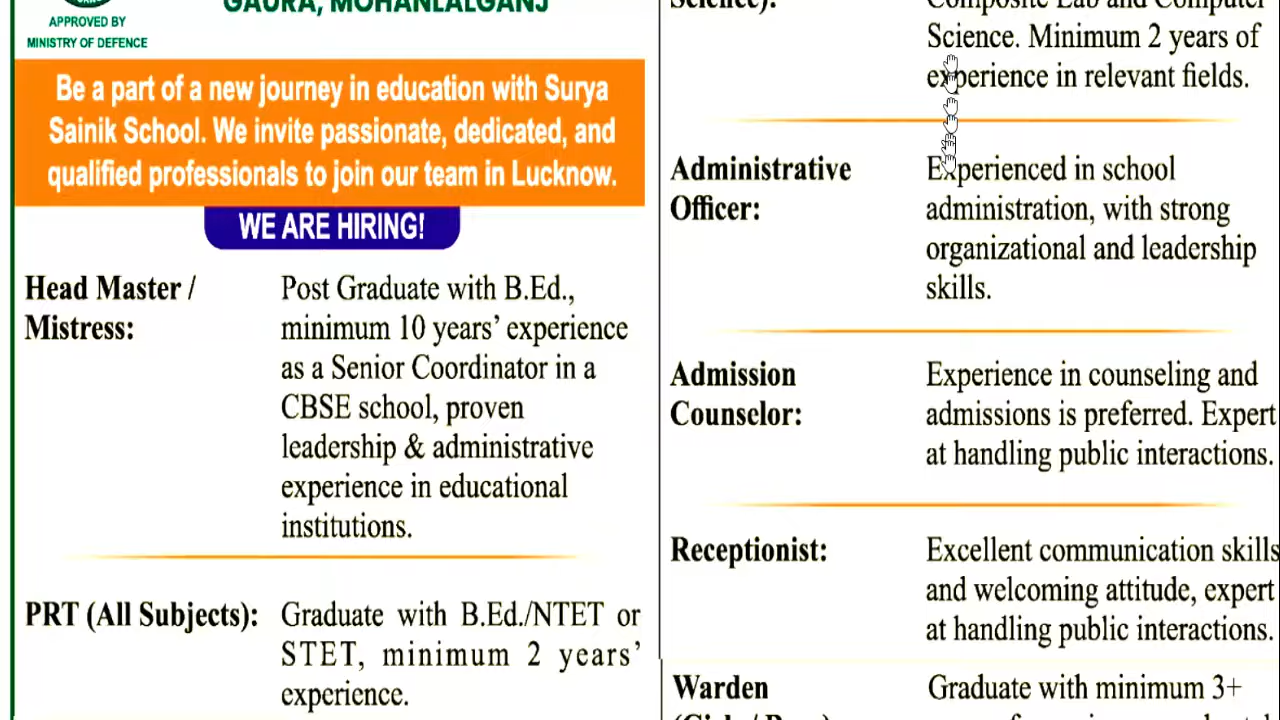 GAURA, MOHANLALGANJ
APPROVED BY
MINISTRY OF DEFENCE
Be a part of a new journey in education with Surya
Sainik School. We invite passionate, dedicated, and
qualified professionals to join our team in Lucknow.
WE ARE HIRING!
Head Master /
Mistress:
Post Graduate with B.Ed.,
minimum 10 years' experience
as a Senior Coordinator in a
CBSE school, proven
leadership & administrative
experience in educational
institutions.
PRT (All Subjects):
Graduate with B.Ed./NTET or
STET, minimum 2 years'
experience.
Science):
Composite Lab and Computer
Science. Minimum 2 years of
experience in relevant fields.
Administrative
Officer:
Experienced in school
administration, with strong
organizational and leadership
skills.
Admission
Counselor:
Experience in counseling and
admissions is preferred. Expert
at handling public interactions.
Receptionist:
Excellent communication skills
and welcoming attitude, expert
at handling public interactions.
Warden
Graduate with minimum 3+